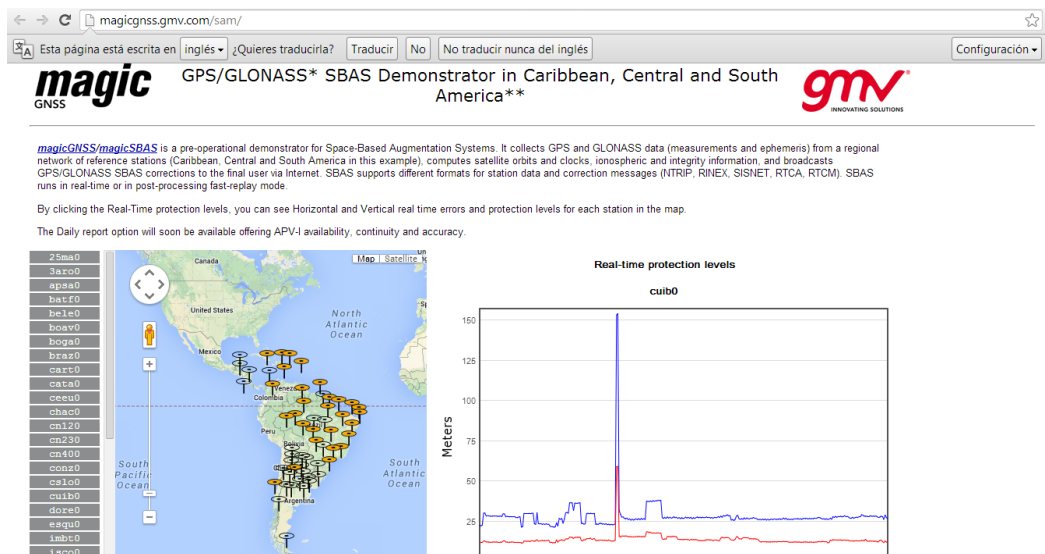 magicgnss.gmv.com/sam/
Esta página está escrita en inglés ¿Quieres traducirla? Traducir No No traducir nunca del inglés Configuración
magic
GNSS
GPS/GLONASS* SBAS Demonstrator in Caribbean, Central and South
America**
gmv
INNOVATING SOLUTIONS
magicGNSS/magicSBAS is a pre-operational demonstrator for Space-Based Augmentation Systems. It collects GPS and GLONASS data (measurements and ephemeris) from a regional
network of reference stations (Caribbean, Central and South America in this example), computes satellite orbits and clocks, ionospheric and integrity information, and broadcasts
GPS/GLONASS SBAS corrections to the final user via Internet. SBAS supports different formats for station data and correction messages (NTRIP, RINEX, SISNET, RTCA, RTCM). SBAS
runs in real-time or in post-processing fast-replay mode.
By clicking the Real-Time protection levels, you can see Horizontal and Vertical real time errors and protection levels for each station in the map.
The Daily report option will soon be available offering APV-I availability, continuity and accuracy.
25ma0
3aro0
apsa0
batf0
bele0
boav0
boga0
braz0
cart0
cata0
ceeu0
chac0
cn120
cn230
cn400
conz0
cslo0
cuib0
dore0
esqu0
imbt0
isco0
Map Satellite
Canada
United States
North
Atlantic
Ocean
Mexico
Colombia
Peru
Bolivia
South
Pacific
Ocean
South
Atlantic
Ocean
Argentina
Real-time protection levels
cuib0
Meters
150
125
100
75
50
25